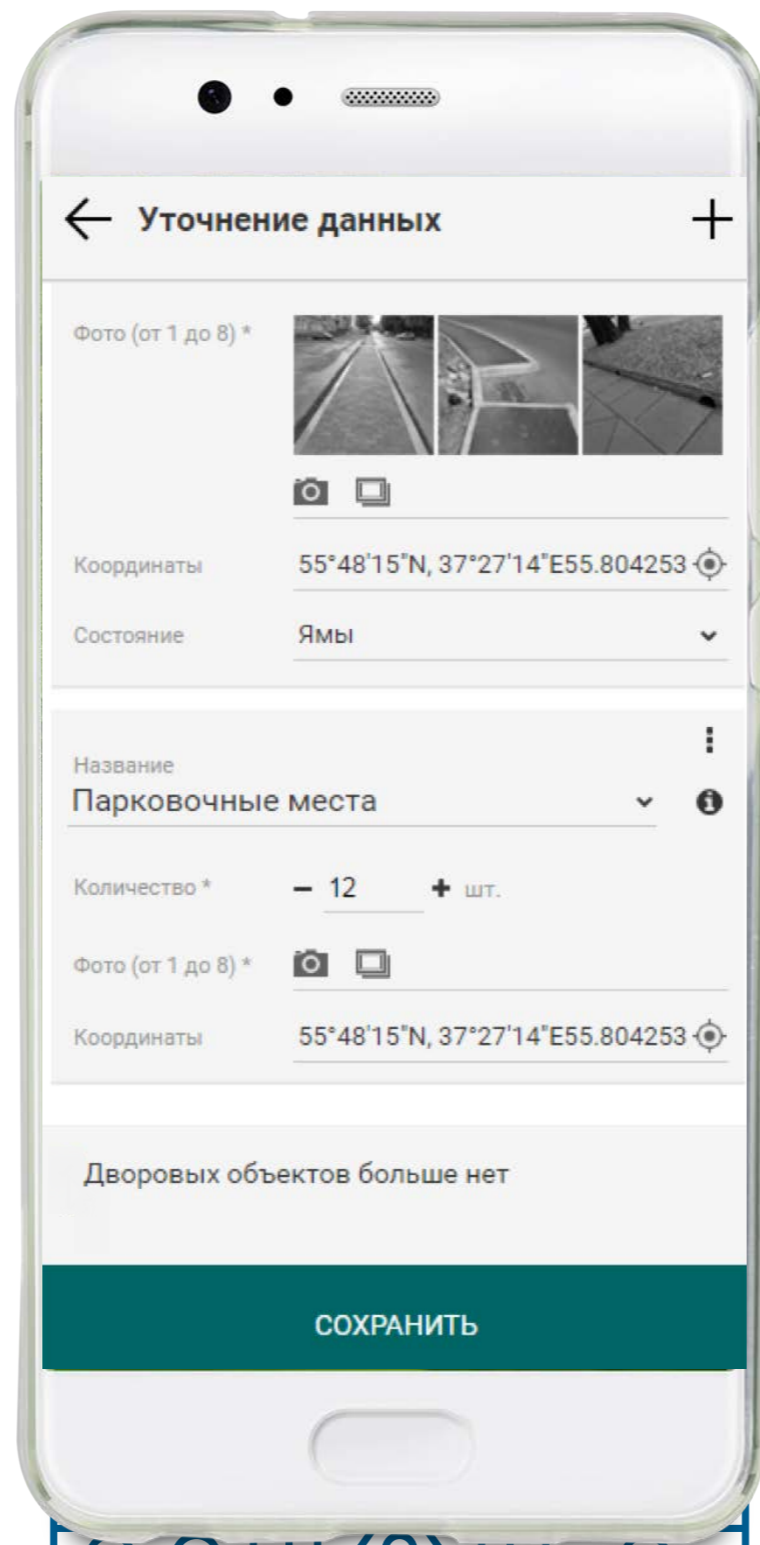 Уточнение данных
Фото (от 1 до 8) *
Координаты 55°48'15"N, 37°27'14"E55.804253
Состояние Ямы
Название
Парковочные места
Количество * – 12 + шт.
Фото (от 1 до 8) *
Координаты 55°48'15"N, 37°27'14"E55.804253
Дворовых объектов больше нет
СОХРАНИТЬ